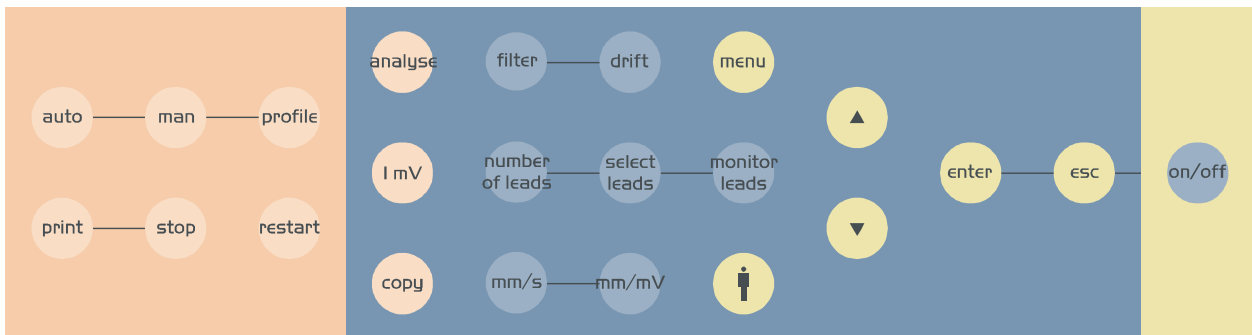 analyse
filter
drift
menu
auto
man
profile
▲
1 mV
number
of leads
select
leads
monitor
leads
enter
esc
on/off
print
stop
restart
▼
copy
mm/s
mm/mV